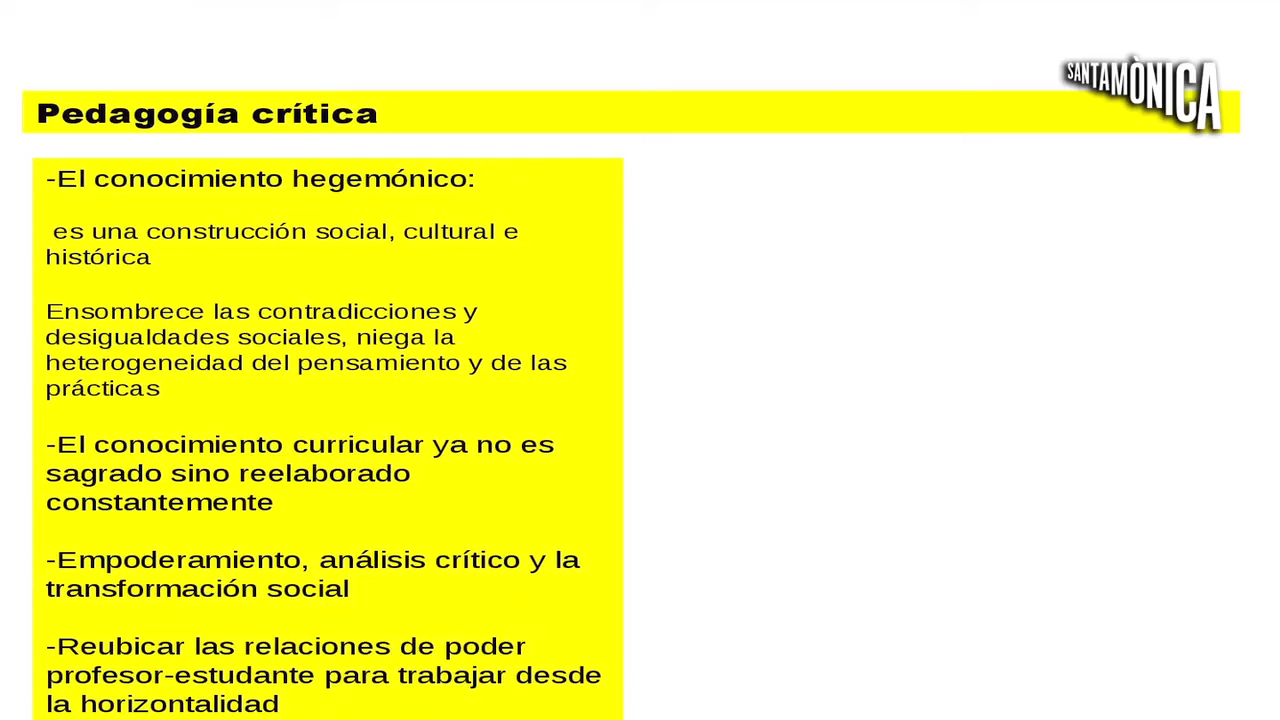 SANTAMÒNICA
Pedagogía crítica
-El conocimiento hegemónico:
es una construcción social, cultural e
histórica
Ensombrece las contradicciones y
desigualdades sociales, niega la
heterogeneidad del pensamiento y de las
prácticas
-El conocimiento curricular ya no es
sagrado sino reelaborado
constantemente
-Empoderamiento, análisis crítico y la
transformación social
-Reubicar las relaciones de poder
profesor-estudante para trabajar desde
la horizontalidad